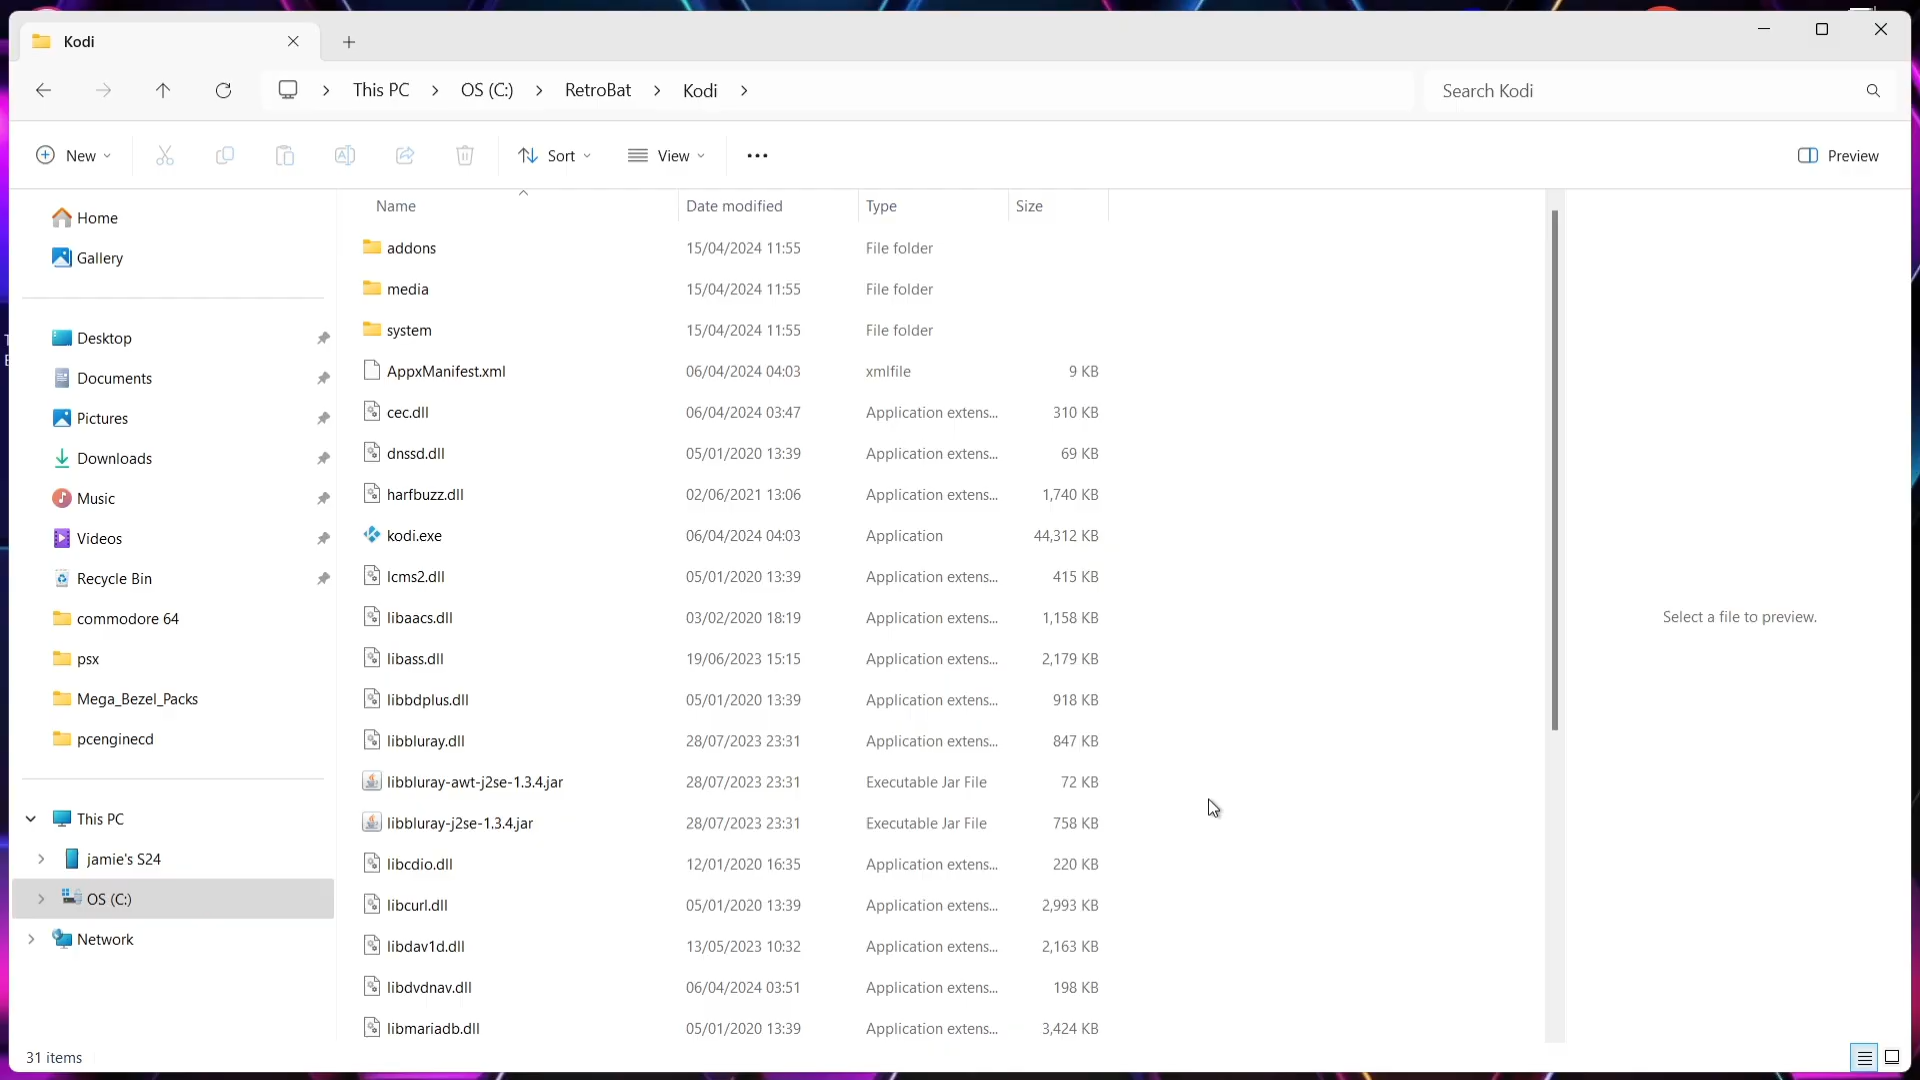 Kodi
This PC > OS (C:) > RetroBat > Kodi >
Search Kodi
New
Sort
View
Preview
Name Date modified Type Size
addons 15/04/2024 11:55 File folder
media 15/04/2024 11:55 File folder
system 15/04/2024 11:55 File folder
AppxManifest.xml 06/04/2024 04:03 xmlfile 9 KB
cec.dll 06/04/2024 03:47 Application extens... 310 KB
dnssd.dll 05/01/2020 13:39 Application extens... 69 KB
harfbuzz.dll 02/06/2021 13:06 Application extens... 1,740 KB
kodi.exe 06/04/2024 04:03 Application 44,312 KB
lcms2.dll 05/01/2020 13:39 Application extens... 415 KB
libaacs.dll 03/02/2020 18:19 Application extens... 1,158 KB
libass.dll 19/06/2023 15:15 Application extens... 2,179 KB
libbdplus.dll 05/01/2020 13:39 Application extens... 918 KB
libbluray.dll 28/07/2023 23:31 Application extens... 847 KB
libbluray-awt-j2se-1.3.4.jar 28/07/2023 23:31 Executable Jar File 72 KB
libbluray-j2se-1.3.4.jar 28/07/2023 23:31 Executable Jar File 758 KB
libcdio.dll 12/01/2020 16:35 Application extens... 220 KB
libcurl.dll 05/01/2020 13:39 Application extens... 2,993 KB
libdav1d.dll 13/05/2023 10:32 Application extens... 2,163 KB
libdvdnav.dll 06/04/2024 03:51 Application extens... 198 KB
libmariadb.dll 05/01/2020 13:39 Application extens... 3,424 KB
Home
Gallery
Desktop
Documents
Pictures
Downloads
Music
Videos
Recycle Bin
commodore 64
psx
Mega_Bezel_Packs
pcenginecd
This PC
jamie's S24
OS (C:)
Network
Select a file to preview.
31 items